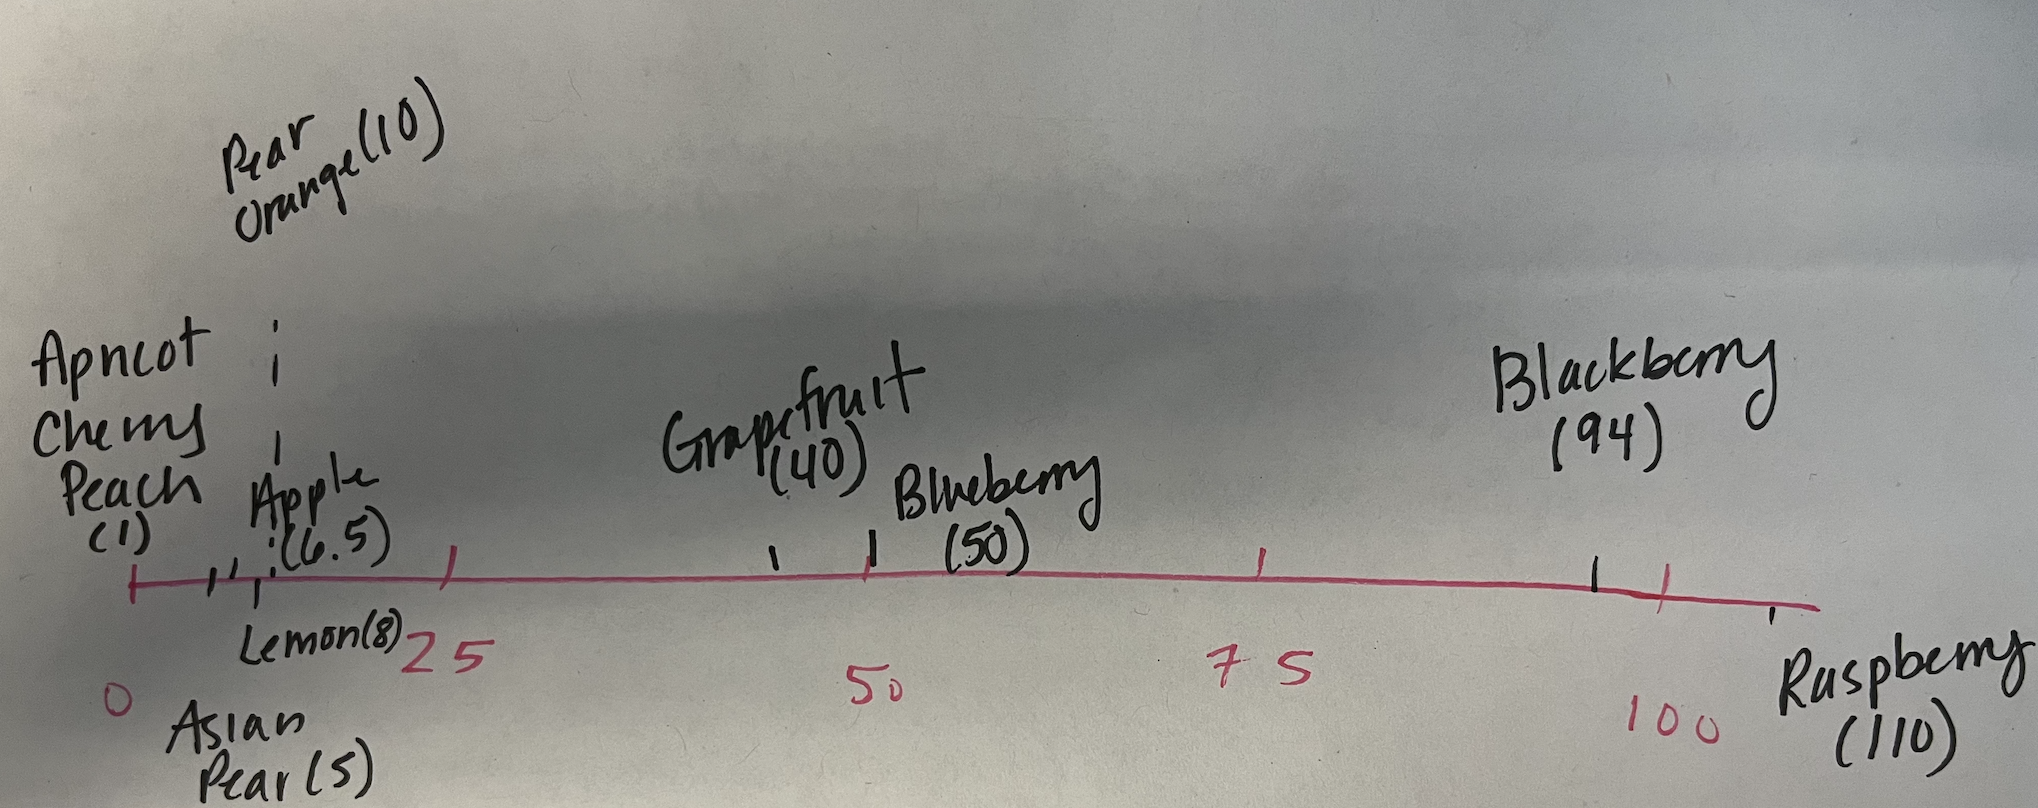 Pear
Orange (10)
Apricot
Cherry
Peach
(1)
Apple
(6.5)
Grapefruit
(40)
Blueberry
(50)
Blackberry
(94)
Lemon (8)
Asian
Pear (5)
Raspberry
(110)
0
25
50
75
100